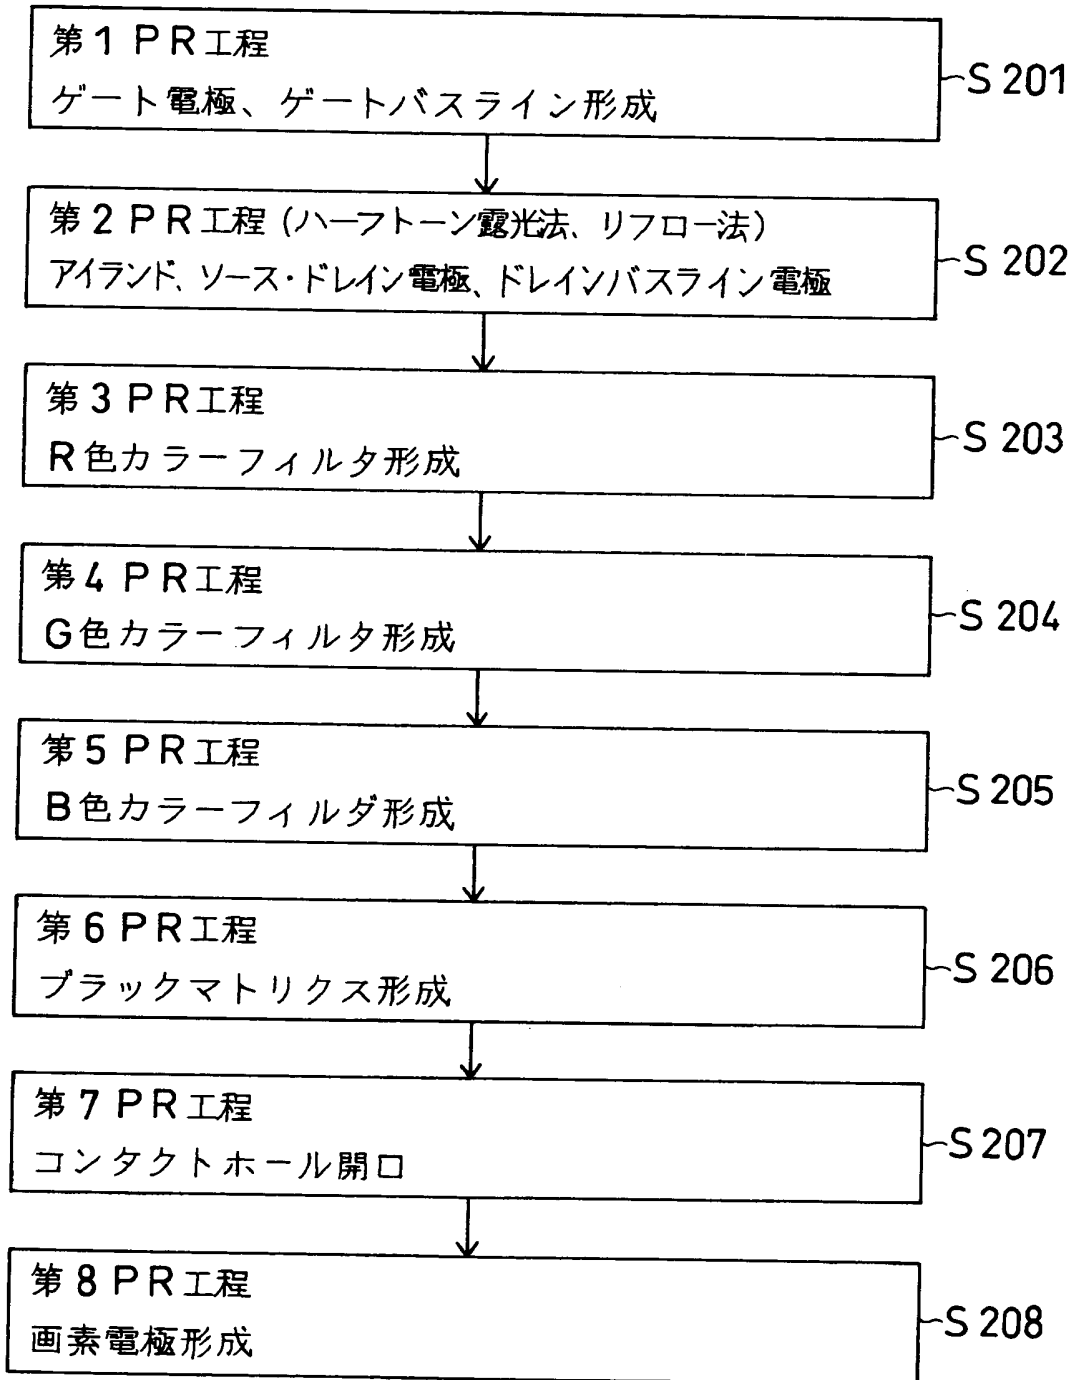 第1 PR工程
ゲート電極、ゲートバスライン形成
S 201
第2 PR工程(ハーフトーン露光法、リフロー法)
アイランド、ソース・ドレイン電極、ドレインバスライン電極
S 202
第3 PR工程
R色カラーフィルタ形成
S 203
第4 PR工程
G色カラーフィルタ形成
S 204
第5 PR工程
B色カラーフィルダ形成
S 205
第6 PR工程
ブラックマトリクス形成
S 206
第7 PR工程
コンタクトホール開口
S 207
第8 PR工程
画素電極形成
S 208